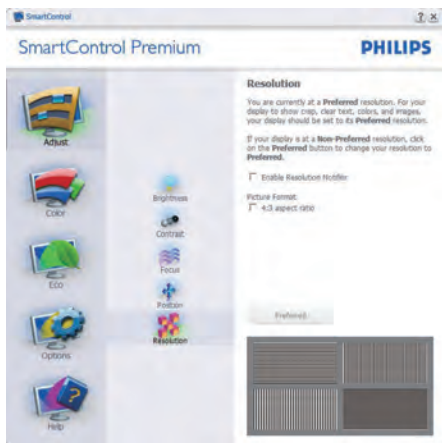 SmartControl
? ×
SmartControl Premium
PHILIPS
Adjust
Color
Eco
Options
Help
Brightness
Contrast
Focus
Position
Resolution
Resolution
You are currently at a Preferred resolution. For your
display to show crisp, clear text, colors, and images,
your display should be set to its Preferred resolution.
If your display is at a Non-Preferred resolution, click
on the Preferred button to change your resolution to
Preferred.
Enable Resolution Notifier
Picture Format:
4:3 aspect ratio
Preferred
?